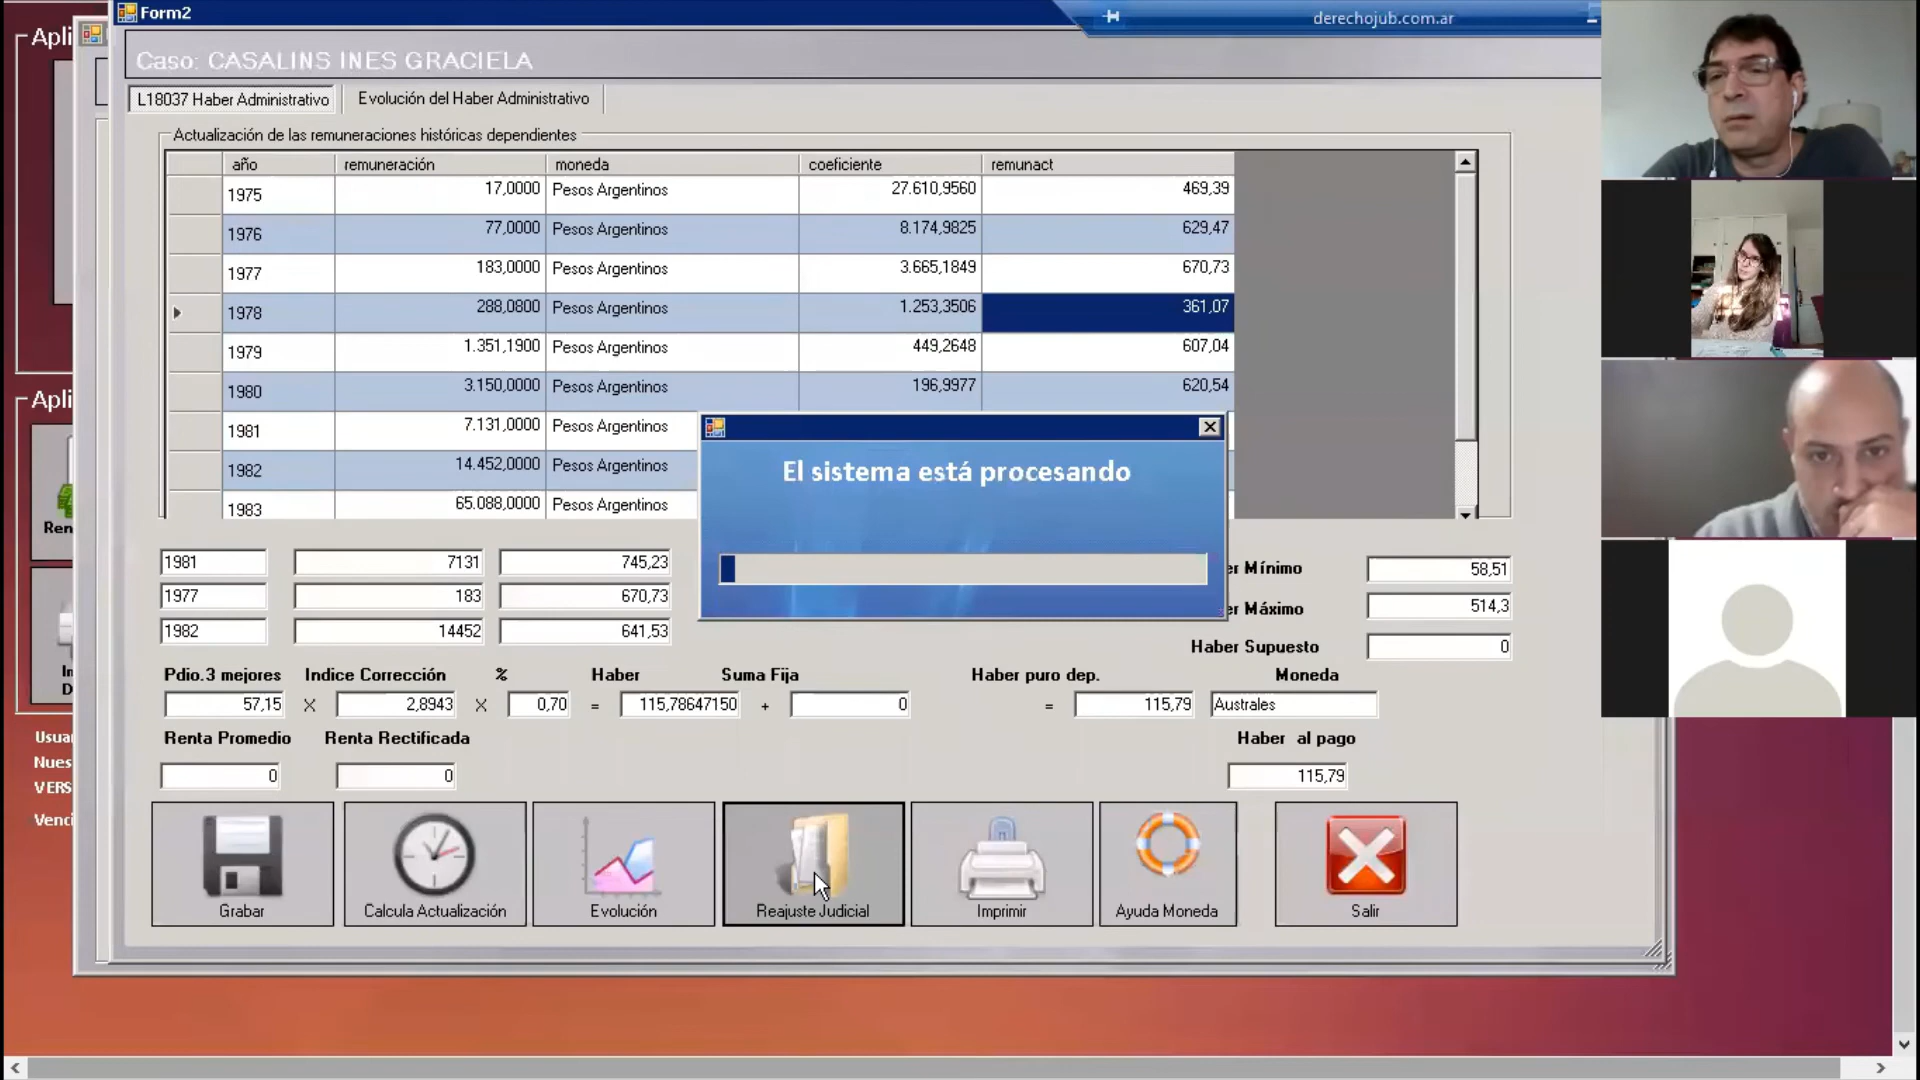 Form2
derechojub.com.ar
Apli
Caso: CASALINS INES GRACIELA
L18037 Haber Administrativo
Evolución del Haber Administrativo
Actualización de las remuneraciones históricas dependientes
año remuneración moneda coeficiente remunact
1975 17,0000 Pesos Argentinos 27.610,9560 469,39
1976 77,0000 Pesos Argentinos 8.174,9825 629,47
1977 183,0000 Pesos Argentinos 3.665,1849 670,73
1978 288,0800 Pesos Argentinos 1.253,3506 361,07
1979 1.351,1900 Pesos Argentinos 449,2648 607,04
1980 3.150,0000 Pesos Argentinos 196,9977 620,54
Apli
1981 7.131,0000 Pesos Argentinos
1982 14.452,0000 Pesos Argentinos
1983 65.088,0000 Pesos Argentinos
El sistema está procesando
Ren
1981 7131 745,23
er Mínimo 58,51
1977 183 670,73
er Máximo 514,3
1982 14452 641,53
Haber Supuesto 0
In
D
Pdio.3 mejores Indice Corrección % Haber Suma Fija Haber puro dep. Moneda
57,15 X 2,8943 X 0,70 = 115,78647150 + 0 = 115,79 Australes
Renta Promedio Renta Rectificada Haber al pago
0 0 115,79
Usua
Nues
VERS
Venci
Grabar
Calcula Actualización
Evolución
Reajuste Judicial
Imprimir
Ayuda Moneda
Salir